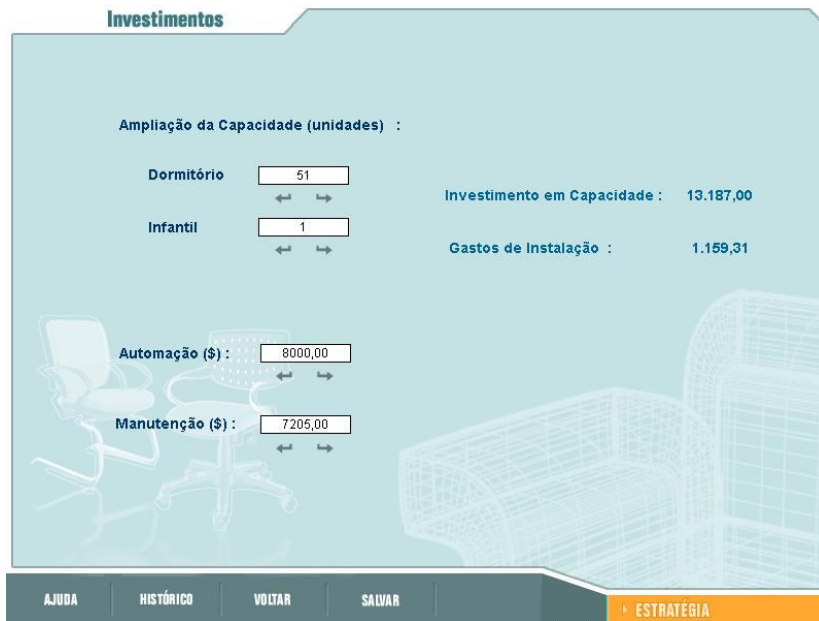 Investimentos
Ampliação da Capacidade (unidades) :
Dormitório 51
Investimento em Capacidade : 13.187,00
Infantil 1
Gastos de Instalação : 1.159,31
Automação ($) : 8000,00
Manutenção ($) : 7205,00
AJUDA HISTÓRICO VOLTAR SALVAR
ESTRATÉGIA